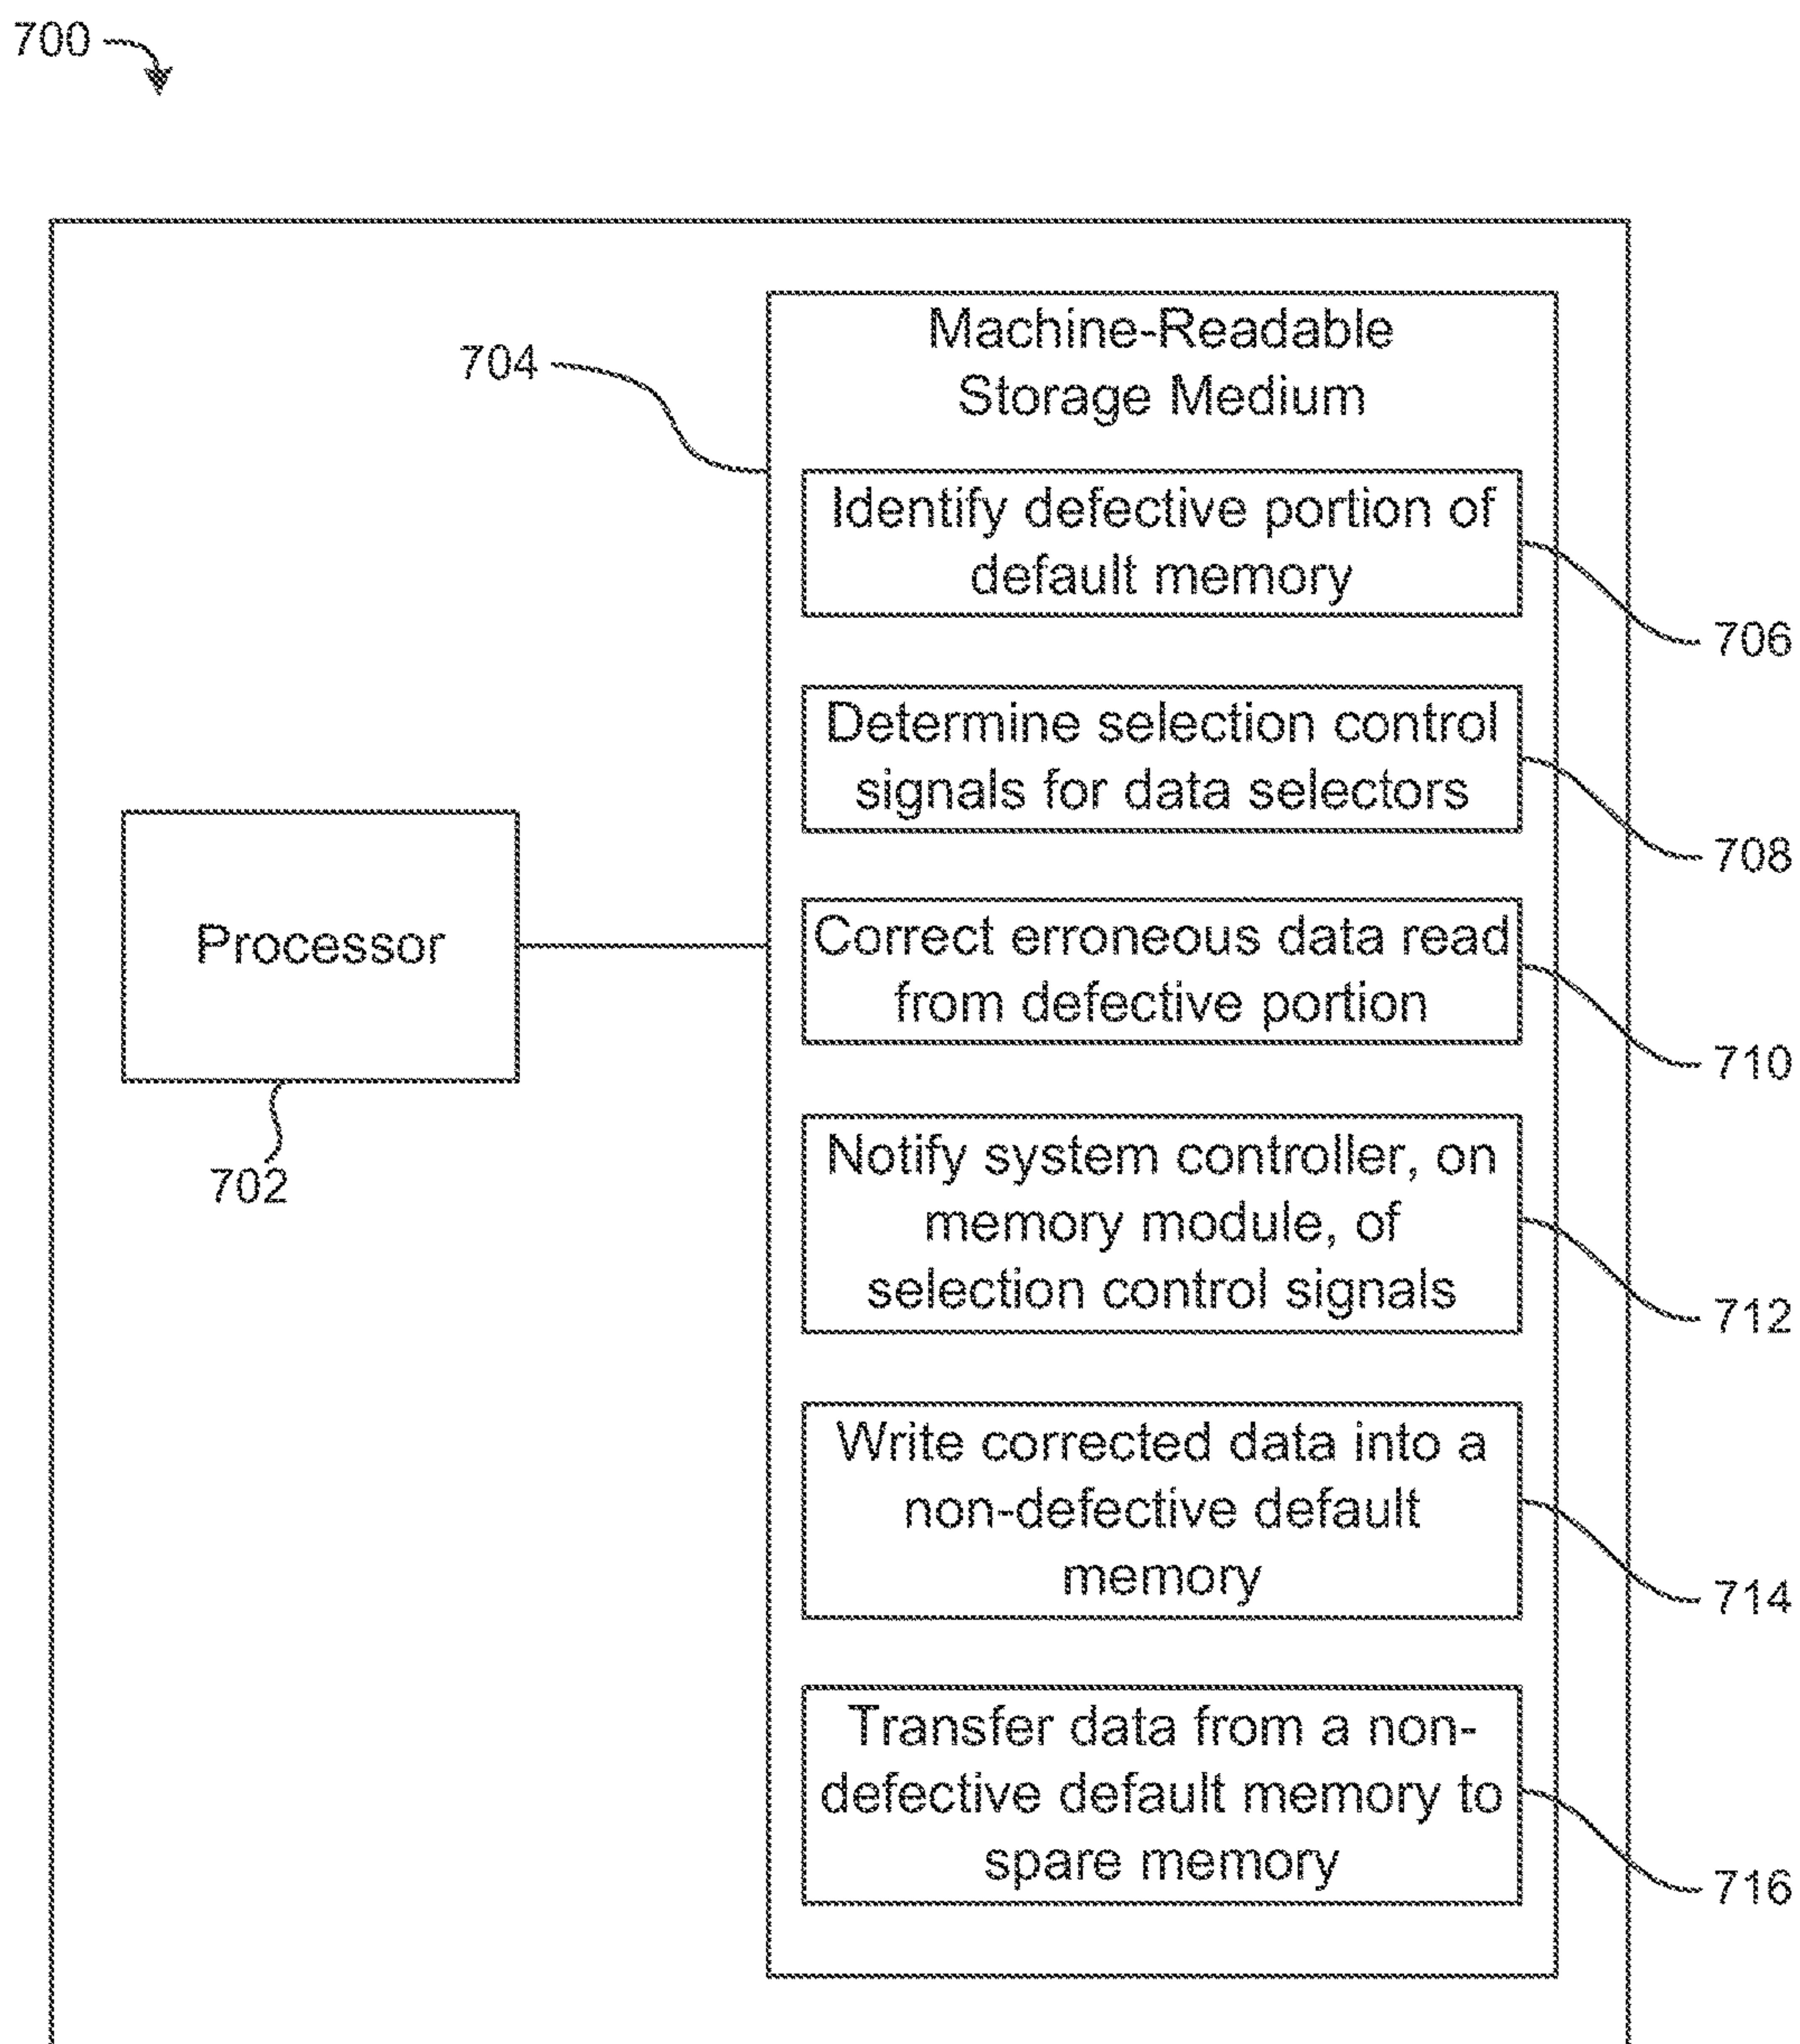 700
Machine-Readable
Storage Medium
704
Identify defective portion of
default memory
706
Determine selection control
signals for data selectors
708
Processor
702
Correct erroneous data read
from defective portion
710
Notify system controller, on
memory module, of
selection control signals
712
Write corrected data into a
non-defective default
memory
714
Transfer data from a non-
defective default memory to
spare memory
716